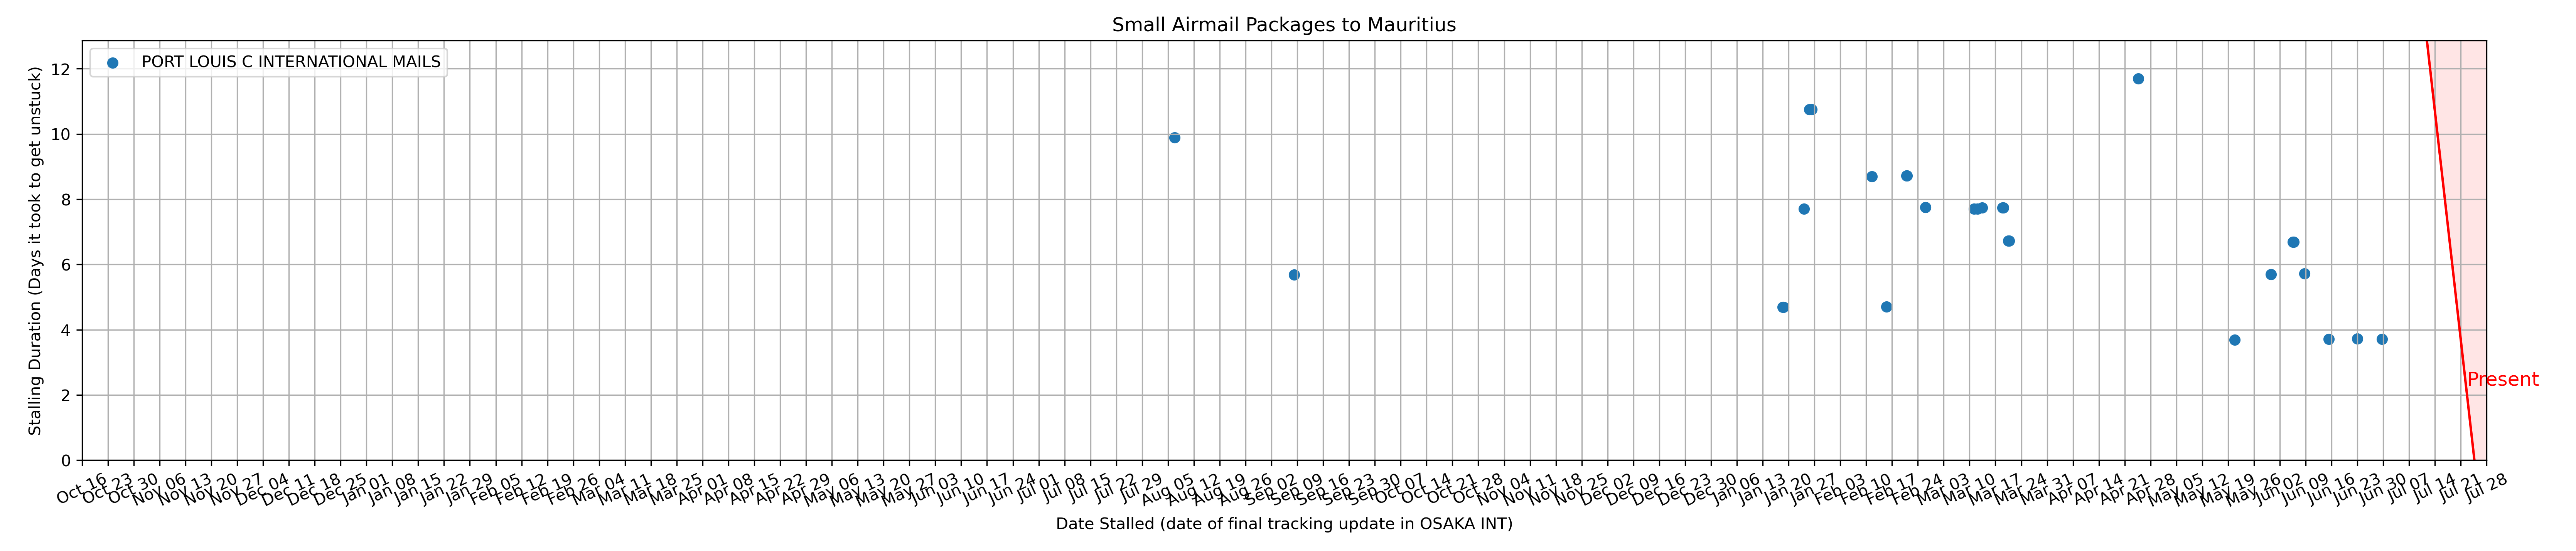 Small Airmail Packages to Mauritius
PORT LOUIS C INTERNATIONAL MAILS
Stalling Duration (Days it took to get unstuck)
12
10
8
6
4
2
0
Present
Oct 16 Oct 23 Oct 30 Nov 06 Nov 13 Nov 20 Nov 27 Dec 04 Dec 11 Dec 18 Dec 25 Jan 01 Jan 08 Jan 15 Jan 22 Jan 29 Feb 05 Feb 12 Feb 19 Feb 26 Mar 04 Mar 11 Mar 18 Mar 25 Apr 01 Apr 08 Apr 15 Apr 22 Apr 29 May 06 May 13 May 20 May 27 Jun 03 Jun 10 Jun 17 Jun 24 Jul 01 Jul 08 Jul 15 Jul 22 Jul 29 Aug 05 Aug 12 Aug 19 Aug 26 Sep 02 Sep 09 Sep 16 Sep 23 Sep 30 Oct 07 Oct 14 Oct 21 Oct 28 Nov 04 Nov 11 Nov 18 Nov 25 Dec 02 Dec 09 Dec 16 Dec 23 Dec 30 Jan 06 Jan 13 Jan 20 Jan 27 Feb 03 Feb 10 Feb 17 Feb 24 Mar 03 Mar 10 Mar 17 Mar 24 Mar 31 Apr 07 Apr 14 Apr 21 Apr 28 May 05 May 12 May 19 May 26 Jun 02 Jun 09 Jun 16 Jun 23 Jun 30 Jul 07 Jul 14 Jul 21 Jul 28
Date Stalled (date of final tracking update in OSAKA INT)